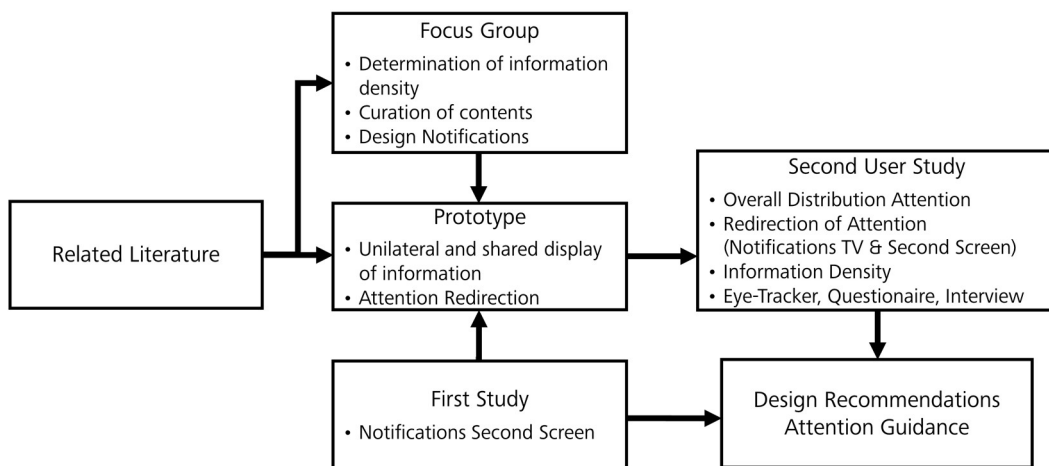 Focus Group
• Determination of information
density
• Curation of contents
• Design Notifications
Related Literature
Prototype
• Unilateral and shared display
of information
• Attention Redirection
First Study
• Notifications Second Screen
Second User Study
• Overall Distribution Attention
• Redirection of Attention
(Notifications TV & Second Screen)
• Information Density
• Eye-Tracker, Questionaire, Interview
Design Recommendations
Attention Guidance